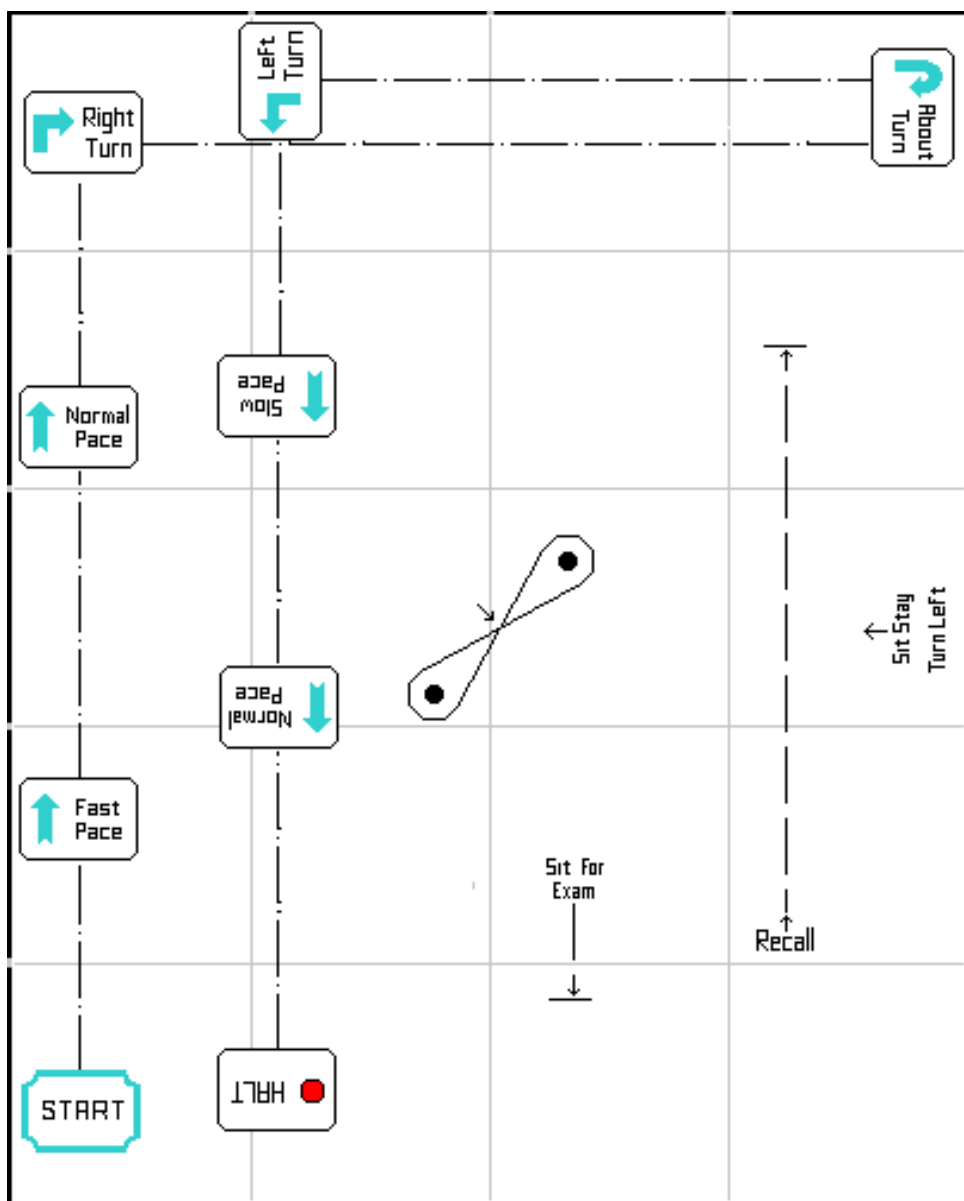 Left
Turn
Right
Turn
About
Turn
Slow
Pace
Normal
Pace
Sit Stay
Turn Left
Normal
Pace
Fast
Pace
Sit For
Exam
Recall
HALT
START